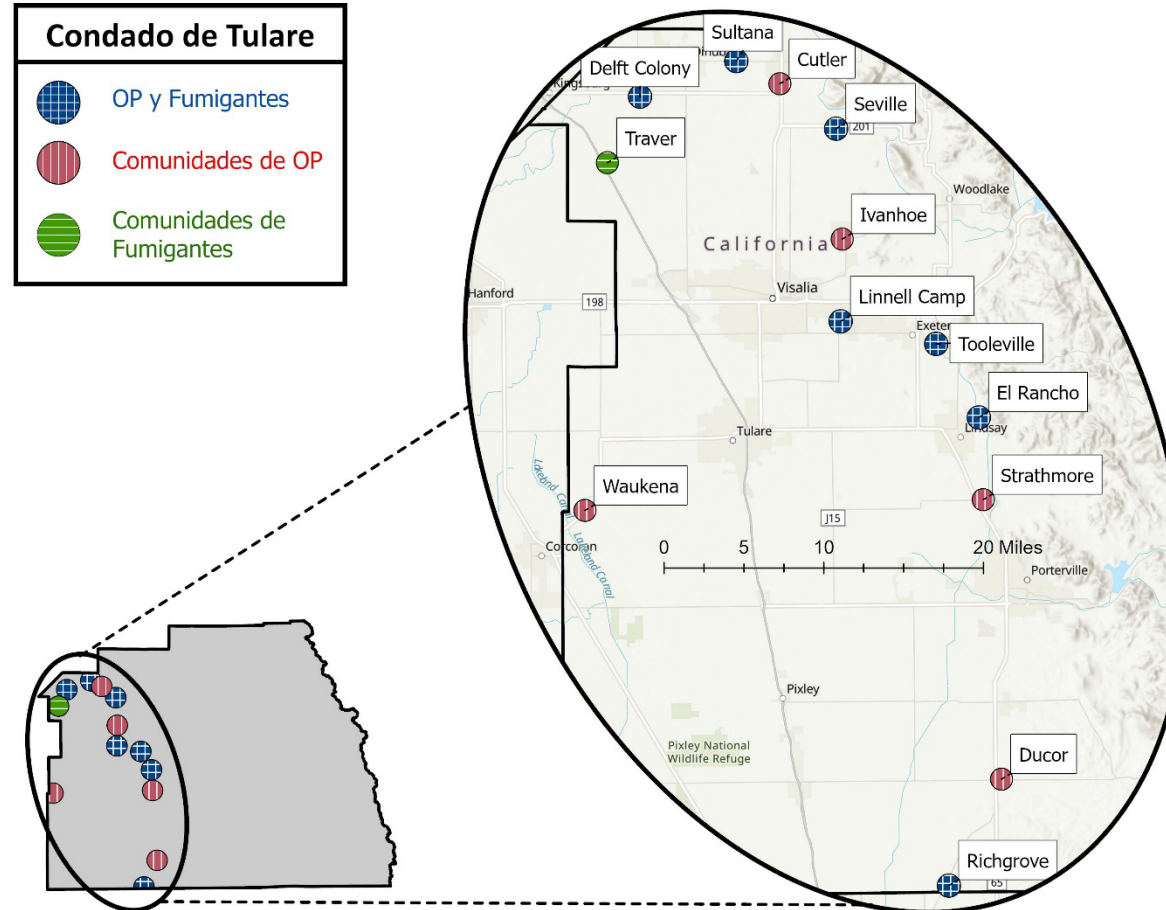 Condado de Tulare
OP y Fumigantes
Comunidades de OP
Comunidades de
Fumigantes
Sultana
Delft Colony
Cutler
Seville
201
Traver
Woodlake
Ivanhoe
California
Hanford
198
Visalia
Linnell Camp
Exeter
Tooleville
El Rancho
Lindsay
Tulare
Strathmore
Waukena
J15
Corcoran
0 5 10 20 Miles
Porterville
Pixley
Pixley National
Wildlife Refuge
Ducor
Richgrove
65